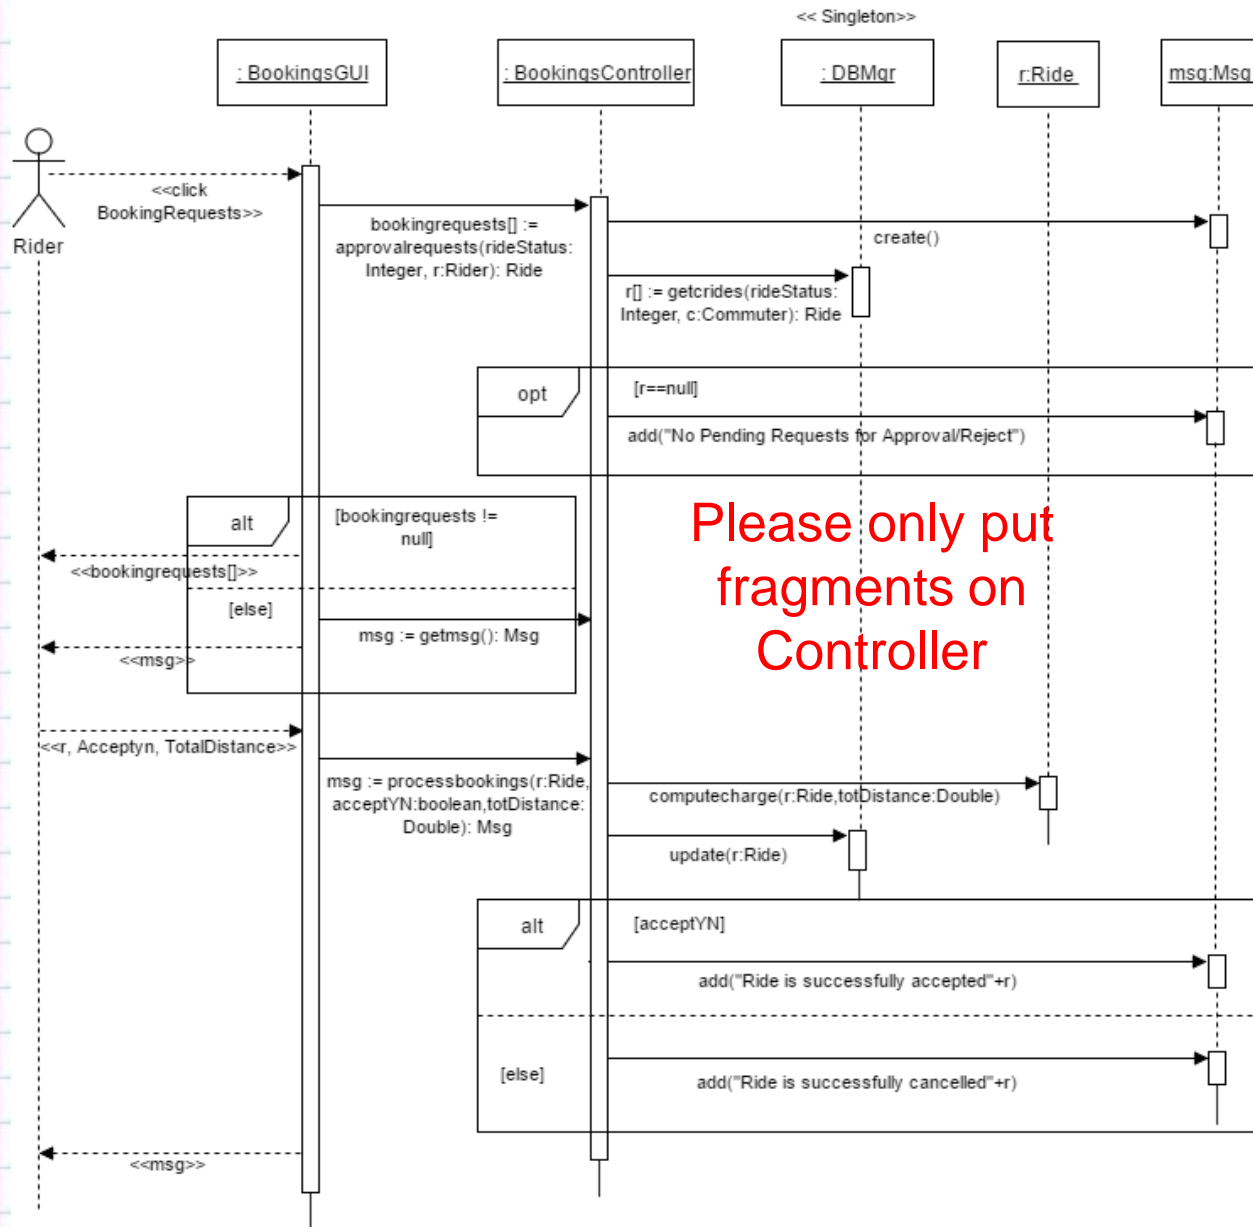 << Singleton>>
: BookingsGUI
: BookingsController
: DBMgr
r:Ride
msg:Msg
Rider
<<click
BookingRequests>>
bookingrequests[] :=
approvalrequests(rideStatus:
Integer, r:Rider): Ride
create()
r[] := getcrides(rideStatus:
Integer, c:Commuter): Ride
opt
[r==null]
add("No Pending Requests for Approval/Reject")
alt
[bookingrequests !=
null]
<<bookingrequests[]>>
[else]
msg := getmsg(): Msg
<<msg>>
Please only put
fragments on
Controller
<<r, Acceptyn, TotalDistance>>
msg := processbookings(r:Ride,
acceptYN:boolean,totDistance:
Double): Msg
computecharge(r:Ride,totDistance:Double)
update(r:Ride)
alt
[acceptYN]
add("Ride is successfully accepted"+r)
[else]
add("Ride is successfully cancelled"+r)
<<msg>>